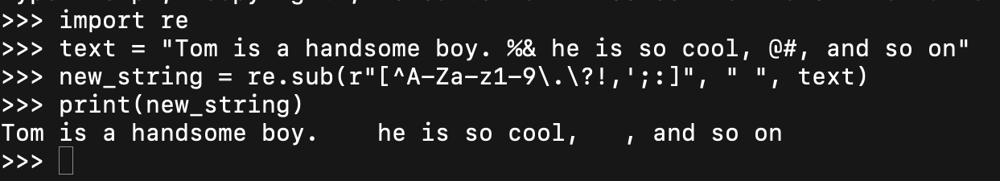 >>> import re
>>> text = "Tom is a handsome boy. %& he is so cool, @#, and so on"
>>> new_string = re.sub(r"[^A-Za-z1-9\.\?!,';:]", " ", text)
>>> print(new_string)
Tom is a handsome boy.    he is so cool,   , and so on
>>>